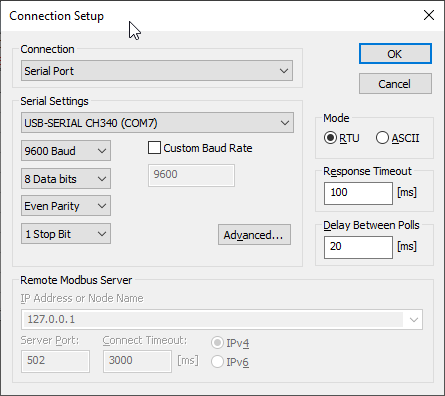 Connection Setup
Connection
Serial Port
OK
Cancel
Serial Settings
USB-SERIAL CH340 (COM7)
9600 Baud
Custom Baud Rate
8 Data bits
9600
Even Parity
1 Stop Bit
Advanced...
Mode
RTU
ASCII
Response Timeout
100 [ms]
Delay Between Polls
20 [ms]
Remote Modbus Server
IP Address or Node Name
127.0.0.1
Server Port:
Connect Timeout:
IPv4
502
3000 [ms]
IPv6